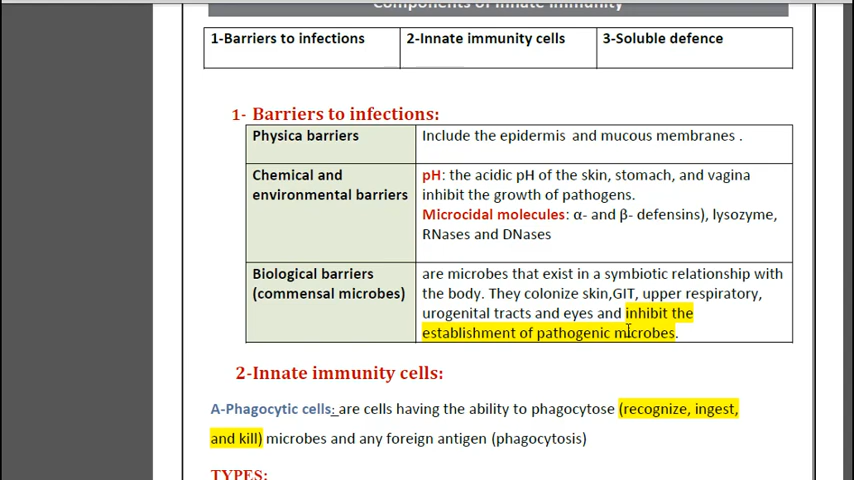 Components of innate immunity
1-Barriers to infections 2-Innate immunity cells 3-Soluble defence
1- Barriers to infections:
Physica barriers Include the epidermis and mucous membranes .
Chemical and pH: the acidic pH of the skin, stomach, and vagina
environmental barriers inhibit the growth of pathogens.
Microcidal molecules: α- and β- defensins), lysozyme,
RNases and DNases
Biological barriers are microbes that exist in a symbiotic relationship with
(commensal microbes) the body. They colonize skin,GIT, upper respiratory,
urogenital tracts and eyes and inhibit the
establishment of pathogenic microbes.
2-Innate immunity cells:
A-Phagocytic cells: are cells having the ability to phagocytose (recognize, ingest,
and kill) microbes and any foreign antigen (phagocytosis)
TYPES: